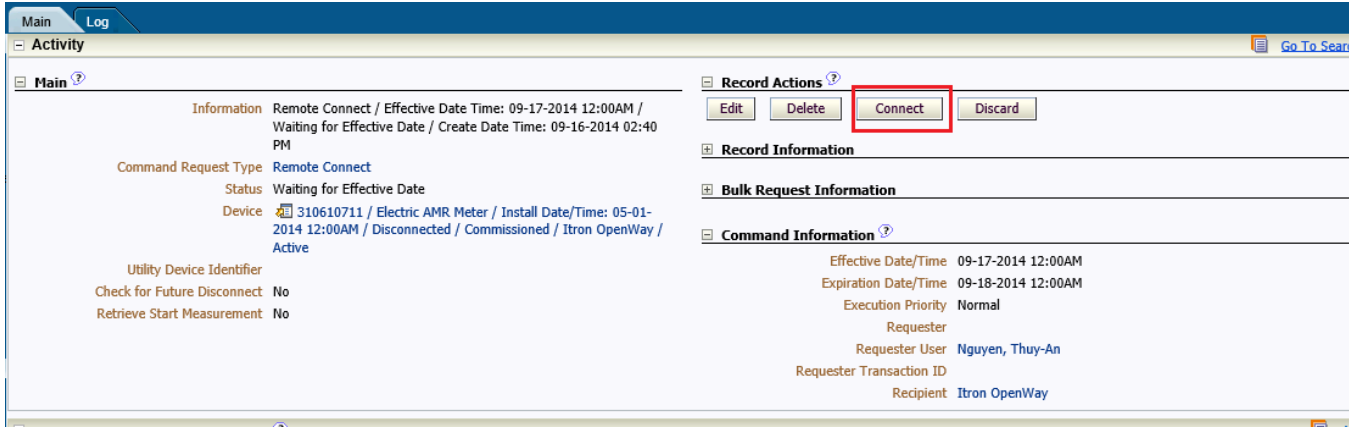 Main Log
Activity
Go To Sear
Main ?
Information Remote Connect / Effective Date Time: 09-17-2014 12:00AM /
Waiting for Effective Date / Create Date Time: 09-16-2014 02:40
PM
Command Request Type Remote Connect
Status Waiting for Effective Date
Device 310610711 / Electric AMR Meter / Install Date/Time: 05-01-
2014 12:00AM / Disconnected / Commissioned / Itron OpenWay /
Active
Utility Device Identifier
Check for Future Disconnect No
Retrieve Start Measurement No
Record Actions ?
Edit Delete Connect Discard
Record Information
Bulk Request Information
Command Information ?
Effective Date/Time 09-17-2014 12:00AM
Expiration Date/Time 09-18-2014 12:00AM
Execution Priority Normal
Requester
Requester User Nguyen, Thuy-An
Requester Transaction ID
Recipient Itron OpenWay